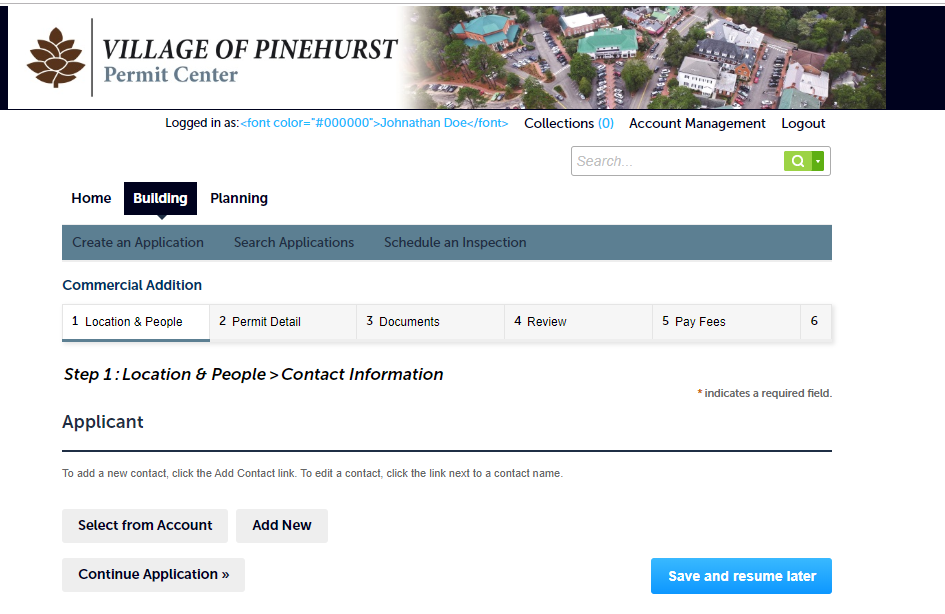 VILLAGE OF PINEHURST
Permit Center
Logged in as:<font color="#000000">Johnathan Doe</font> Collections (0) Account Management Logout
Search...
Home Building Planning
Create an Application Search Applications Schedule an Inspection
Commercial Addition
1 Location & People 2 Permit Detail 3 Documents 4 Review 5 Pay Fees 6
Step 1: Location & People > Contact Information
* indicates a required field.
Applicant
To add a new contact, click the Add Contact link. To edit a contact, click the link next to a contact name.
Select from Account Add New
Continue Application » Save and resume later